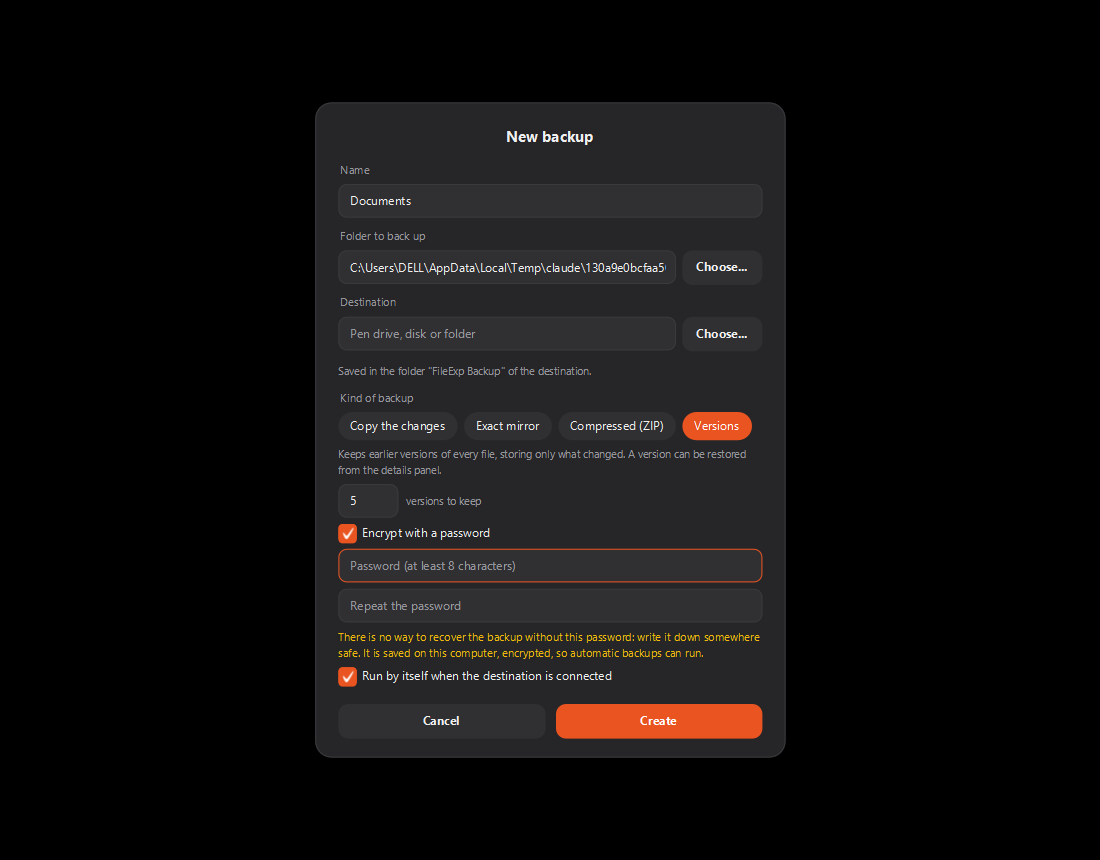 New backup
Name
Documents
Folder to back up
C:\Users\DELL\AppData\Local\Temp\claude\130a9e0bcfaa5
Choose...
Destination
Pen drive, disk or folder
Choose...
Saved in the folder "FileExp Backup" of the destination.
Kind of backup
Copy the changes
Exact mirror
Compressed (ZIP)
Versions
Keeps earlier versions of every file, storing only what changed. A version can be restored
from the details panel.
5
versions to keep
Encrypt with a password
Password (at least 8 characters)
Repeat the password
There is no way to recover the backup without this password: write it down somewhere
safe. It is saved on this computer, encrypted, so automatic backups can run.
Run by itself when the destination is connected
Cancel
Create